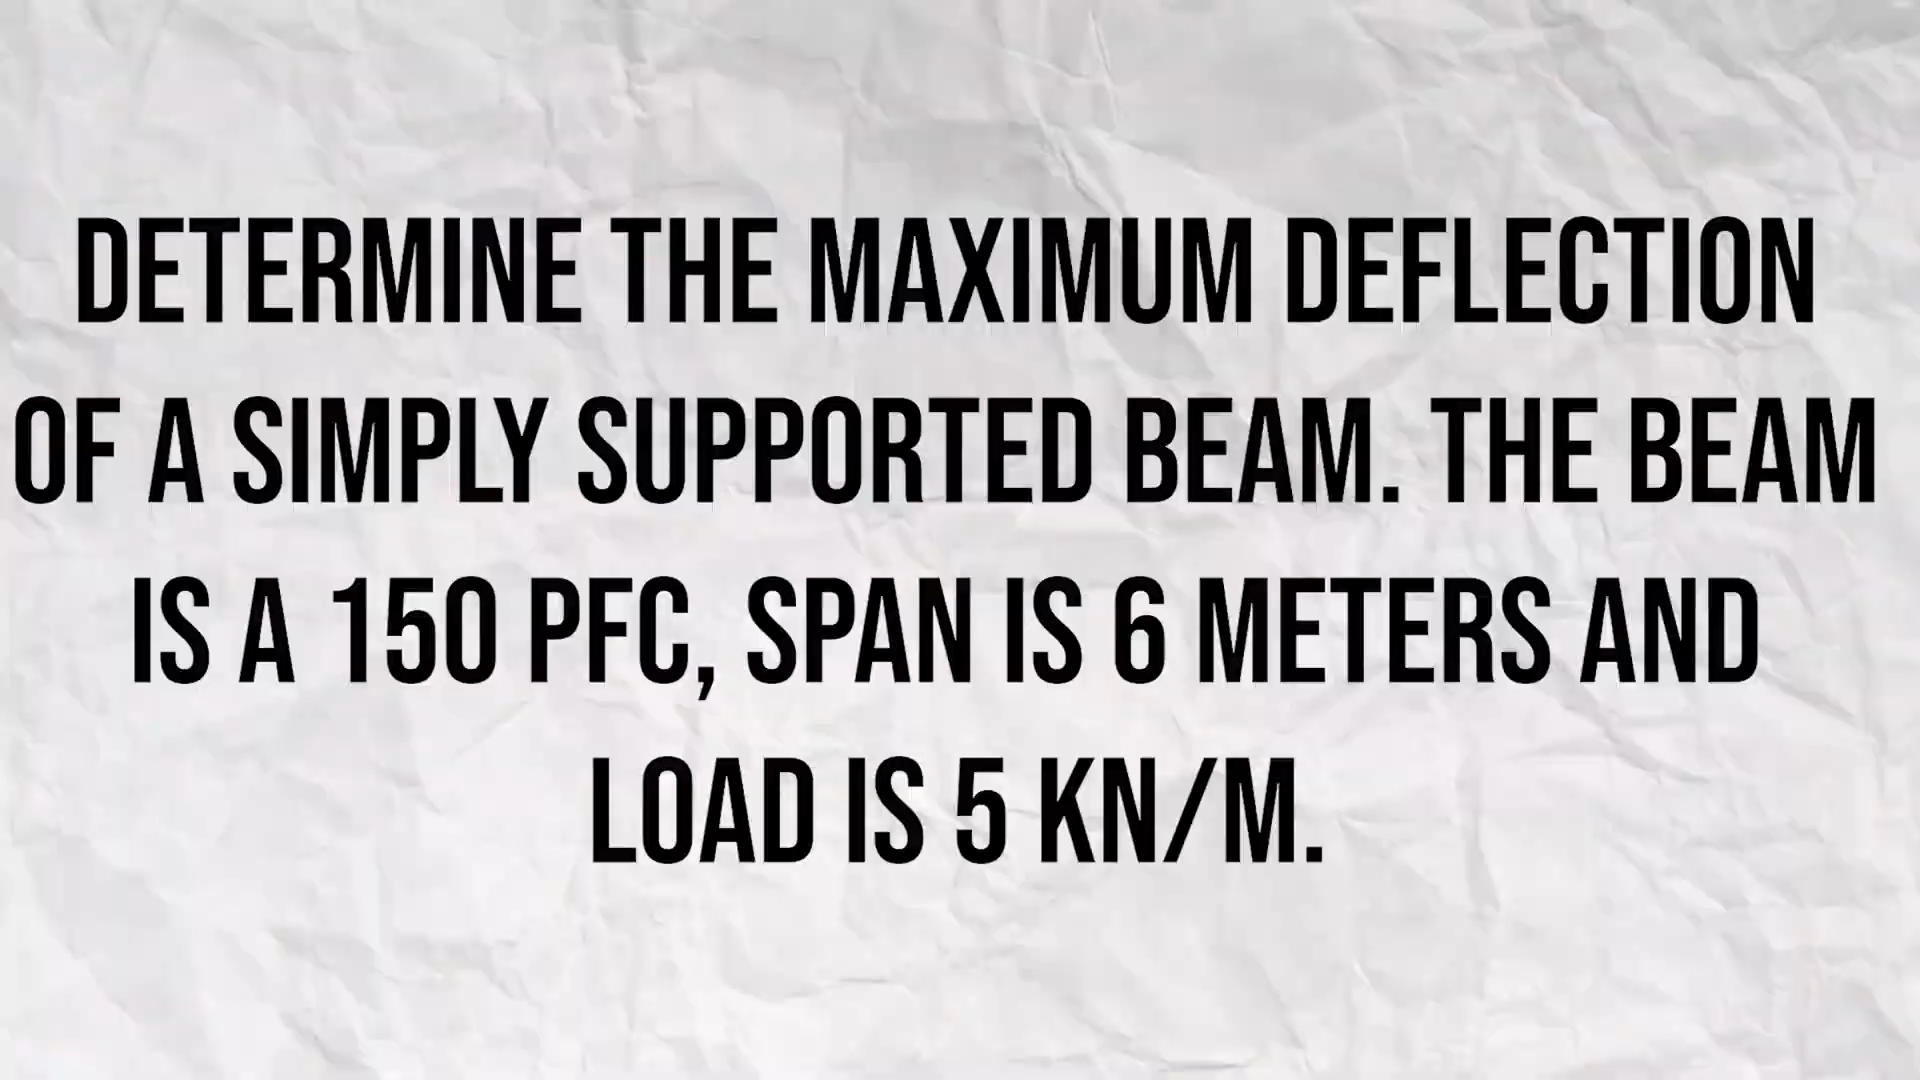 DETERMINE THE MAXIMUM DEFLECTION
OF A SIMPLY SUPPORTED BEAM. THE BEAM
IS A 150 PFC, SPAN IS 6 METERS AND
LOAD IS 5 KN/M.